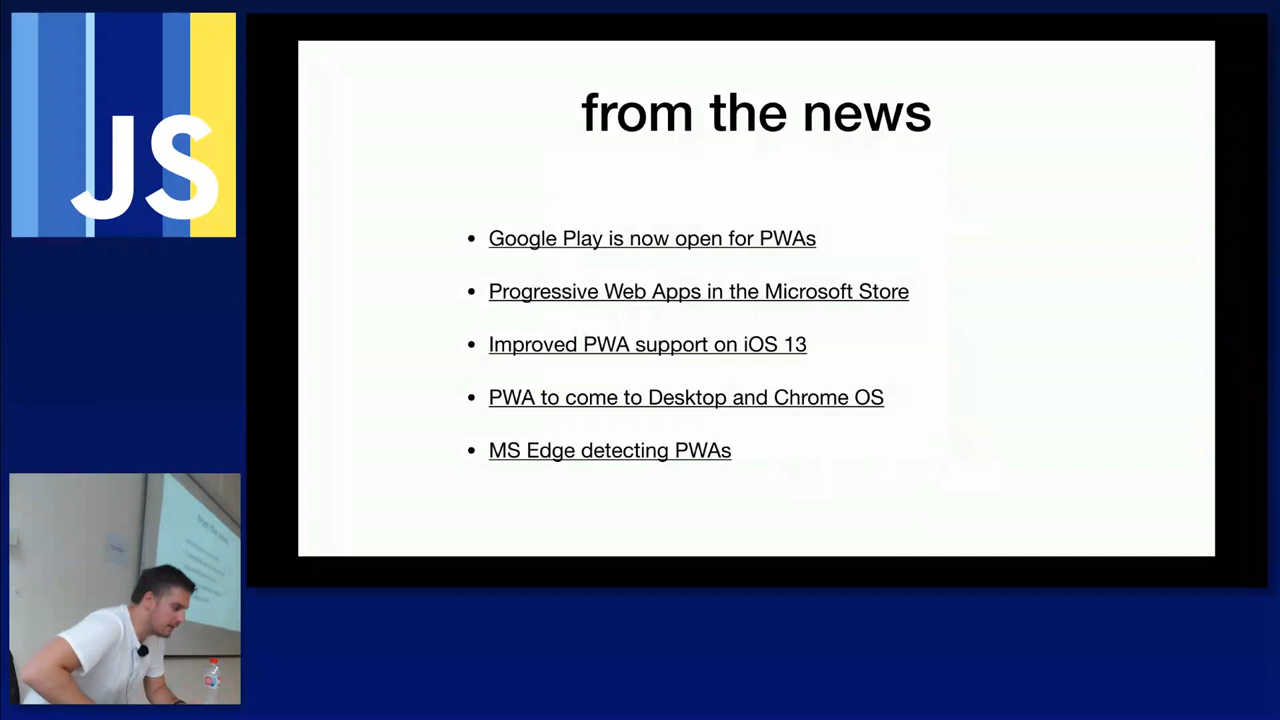 JS
from the news
• Google Play is now open for PWAs
• Progressive Web Apps in the Microsoft Store
• Improved PWA support on iOS 13
• PWA to come to Desktop and Chrome OS
• MS Edge detecting PWAs